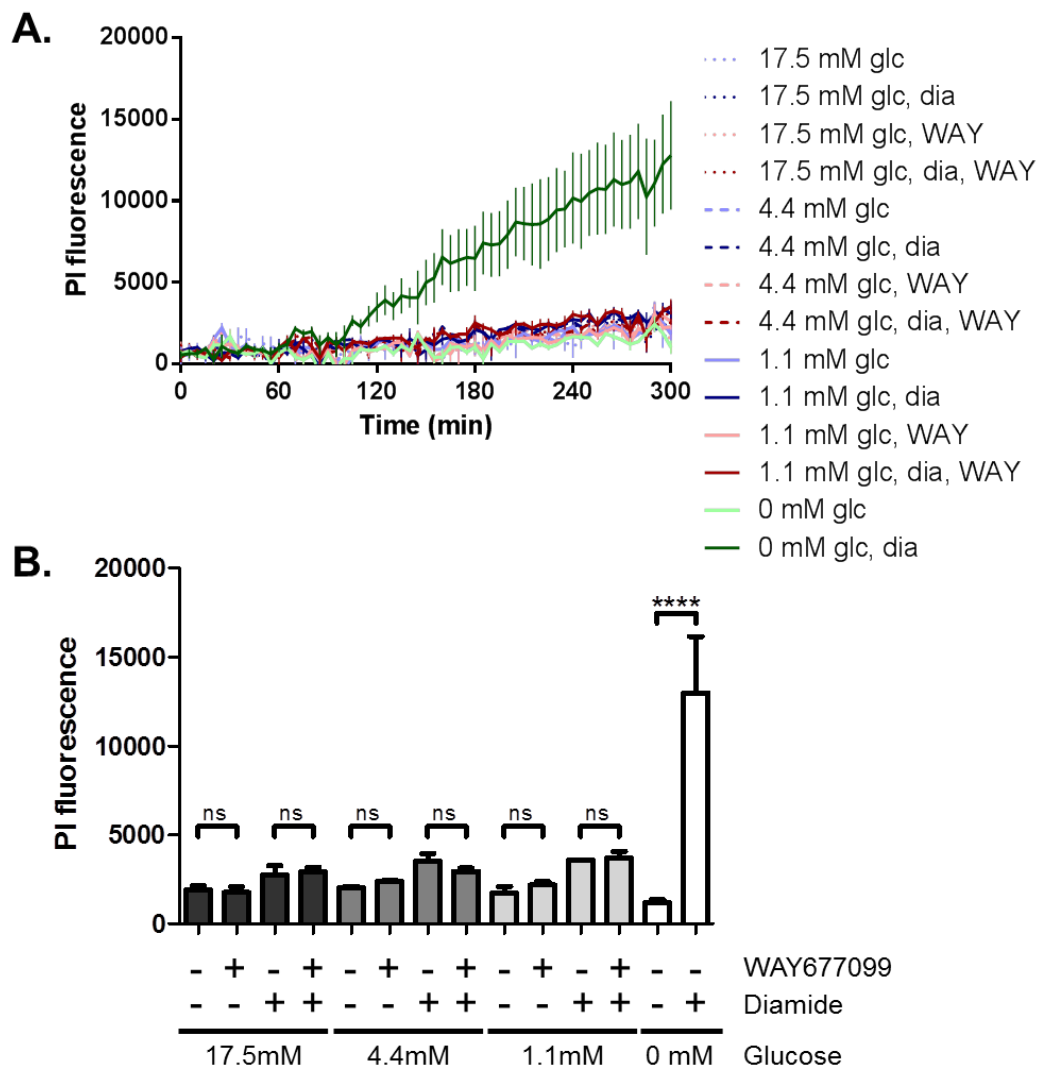 A.
20000
15000
10000
5000
0
PI fluorescence
0 60 120 180 240 300
Time (min)
17.5 mM glc
17.5 mM glc, dia
17.5 mM glc, WAY
17.5 mM glc, dia, WAY
4.4 mM glc
4.4 mM glc, dia
4.4 mM glc, WAY
4.4 mM glc, dia, WAY
1.1 mM glc
1.1 mM glc, dia
1.1 mM glc, WAY
1.1 mM glc, dia, WAY
0 mM glc
0 mM glc, dia
B.
20000
15000
10000
5000
0
PI fluorescence
ns ns ns ns ns ns ****
- + - + - + - + - + - + - - WAY677099
- - + + - - + + - - + + - + Diamide
17.5mM 4.4mM 1.1mM 0 mM Glucose